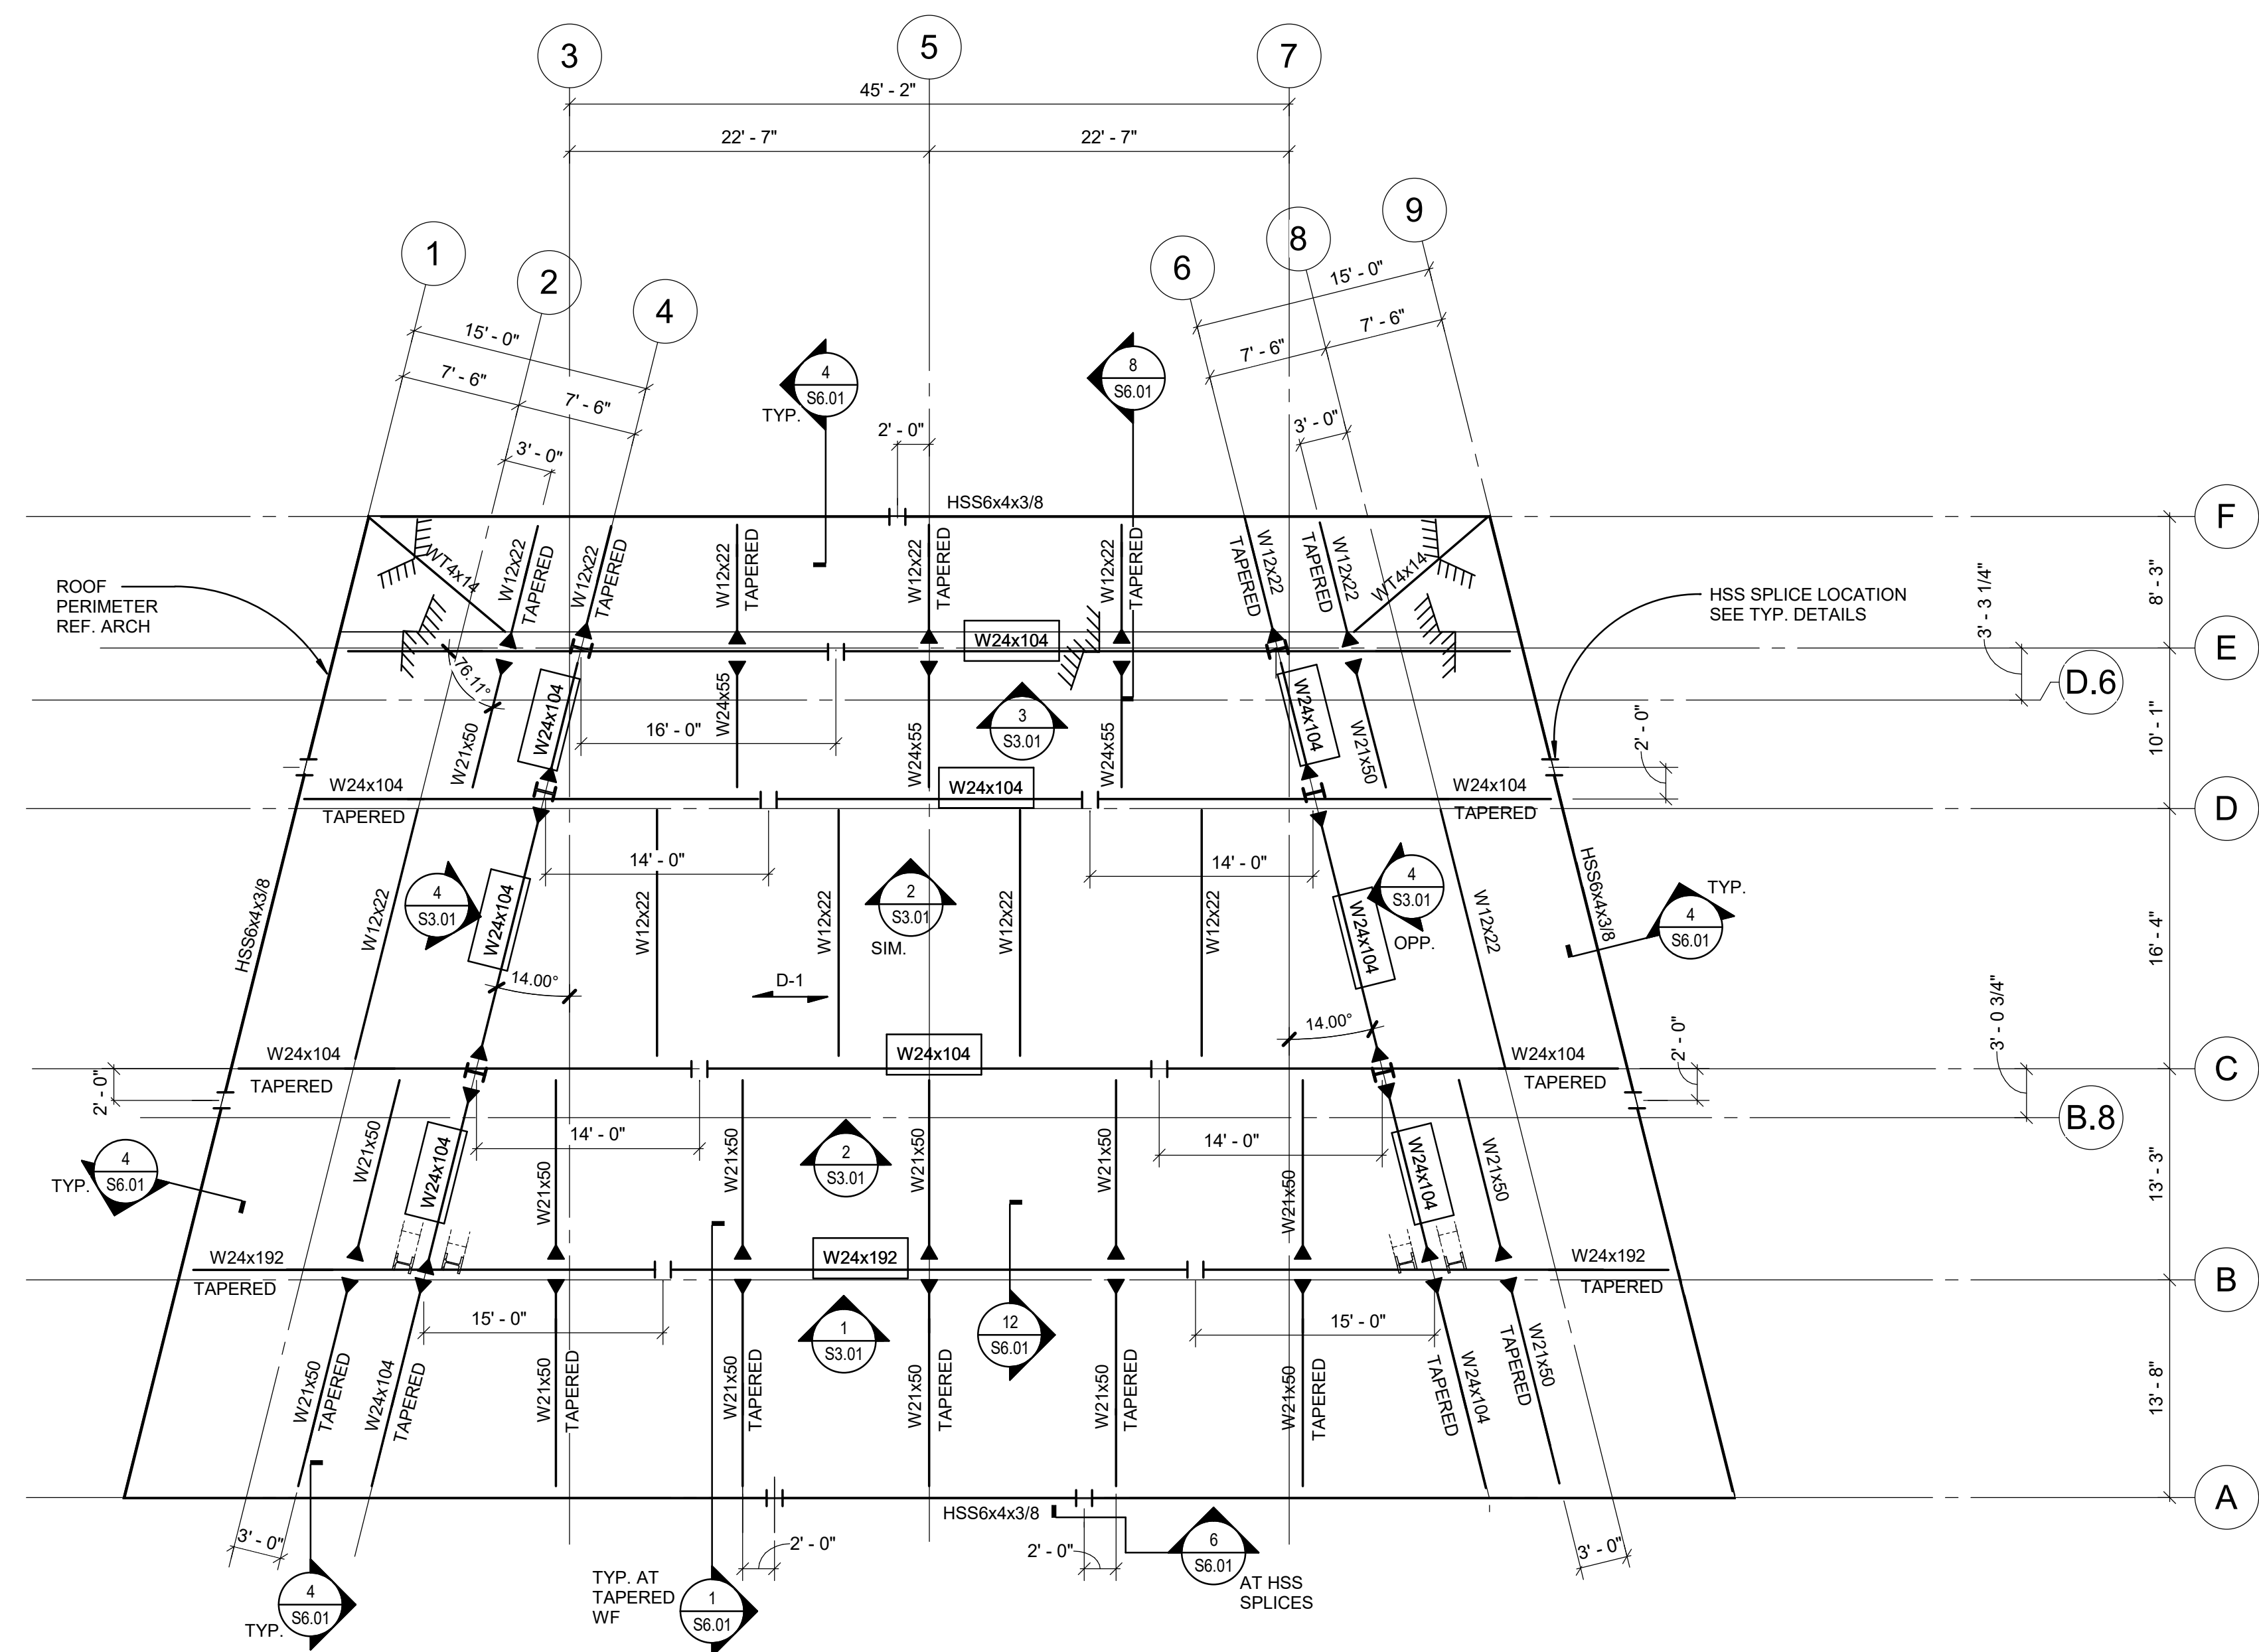 3
5
7
45' - 2"
22' - 7"
22' - 7"
1
2
4
6
8
9
15' - 0"
7' - 6"
7' - 6"
3' - 0"
15' - 0"
7' - 6"
7' - 6"
3' - 0"
4
S6.01
TYP.
8
S6.01
2' - 0"
HSS6x4x3/8
F
ROOF
PERIMETER
REF. ARCH
WT4x14
W12x22
TAPERED
W12x22
TAPERED
W12x22
TAPERED
W12x22
TAPERED
W12x22
TAPERED
W12x22
TAPERED
W12x22
TAPERED
WT4x14
HSS SPLICE LOCATION
SEE TYP. DETAILS
3' - 3 1/4"
8' - 3"
E
W24x104
76.11°
W21x50
W24x104
W24x55
W24x55
W24x55
3
S3.01
W24x104
W21x50
16' - 0"
D.6
10' - 1"
2' - 0"
W24x104
TAPERED
W24x104
W24x104
TAPERED
D
14' - 0"
14' - 0"
HSS6x4x3/8
W12x22
4
S3.01
W24x104
W12x22
W12x22
2
S3.01
SIM.
W12x22
W12x22
W24x104
4
S3.01
OPP.
W12x22
HSS6x4x3/8
TYP.
4
S6.01
16' - 4"
14.00°
D-1
14.00°
3' - 0 3/4"
2' - 0"
W24x104
TAPERED
W24x104
W24x104
TAPERED
2' - 0"
C
B.8
14' - 0"
14' - 0"
4
S6.01
TYP.
W21x50
W24x104
W21x50
W21x50
2
S3.01
W21x50
W21x50
W21x50
W24x104
W21x50
13' - 3"
W24x192
TAPERED
W24x192
W24x192
TAPERED
B
15' - 0"
1
S3.01
12
S6.01
15' - 0"
W21x50
TAPERED
W24x104
TAPERED
W21x50
TAPERED
W21x50
TAPERED
W21x50
TAPERED
W21x50
TAPERED
W21x50
TAPERED
W24x104
TAPERED
W21x50
TAPERED
13' - 8"
A
HSS6x4x3/8
3' - 0"
2' - 0"
2' - 0"
3' - 0"
4
S6.01
TYP.
TYP. AT
TAPERED
WF
1
S6.01
6
S6.01
AT HSS
SPLICES